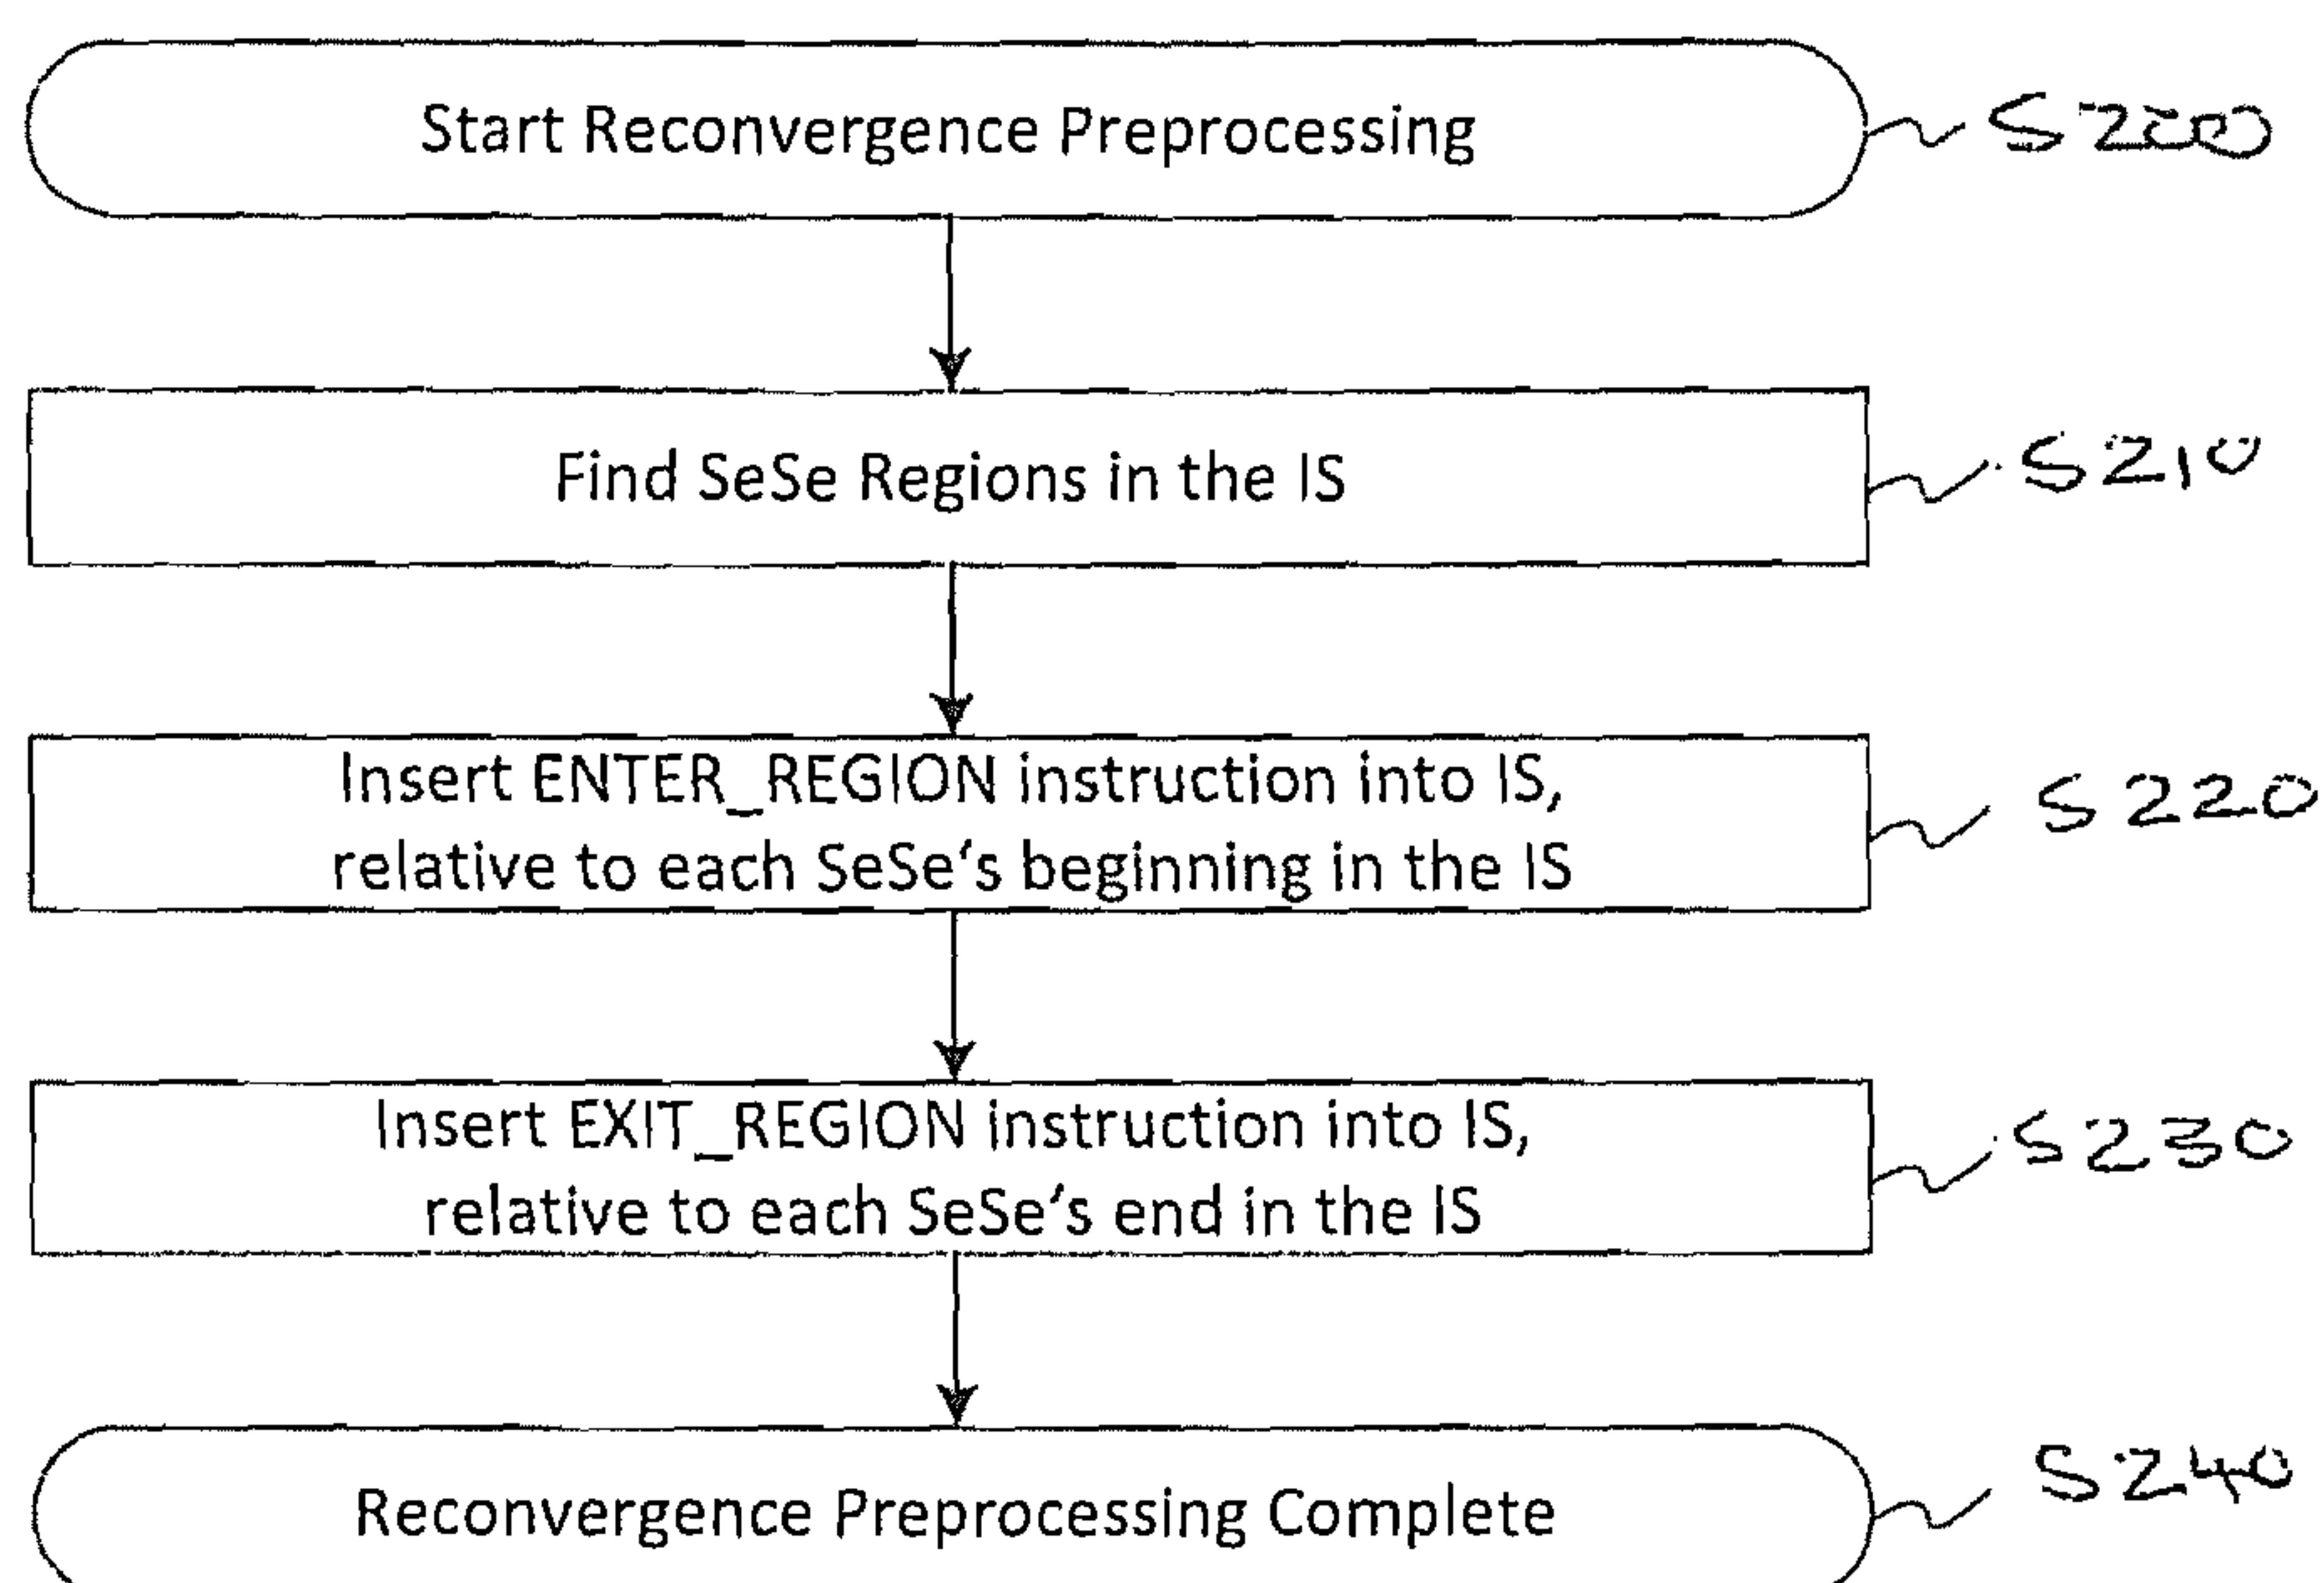 Start Reconvergence Preprocessing
S200
Find SeSe Regions in the IS
S210
Insert ENTER_REGION instruction into IS,
relative to each SeSe's beginning in the IS
S220
Insert EXIT_REGION instruction into IS,
relative to each SeSe's end in the IS
S230
Reconvergence Preprocessing Complete
S240